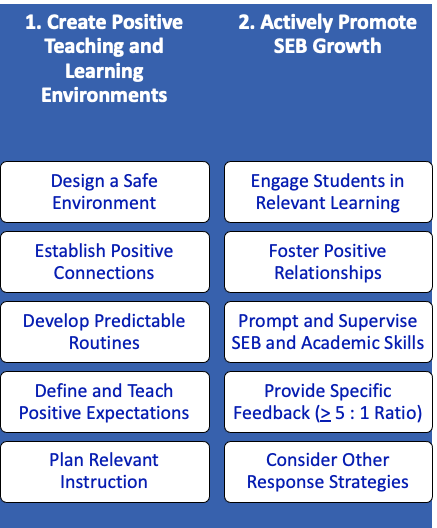 1. Create Positive
Teaching and
Learning
Environments
Design a Safe
Environment
Establish Positive
Connections
Develop Predictable
Routines
Define and Teach
Positive Expectations
Plan Relevant
Instruction
2. Actively Promote
SEB Growth
Engage Students in
Relevant Learning
Foster Positive
Relationships
Prompt and Supervise
SEB and Academic Skills
Provide Specific
Feedback (≥ 5 : 1 Ratio)
Consider Other
Response Strategies